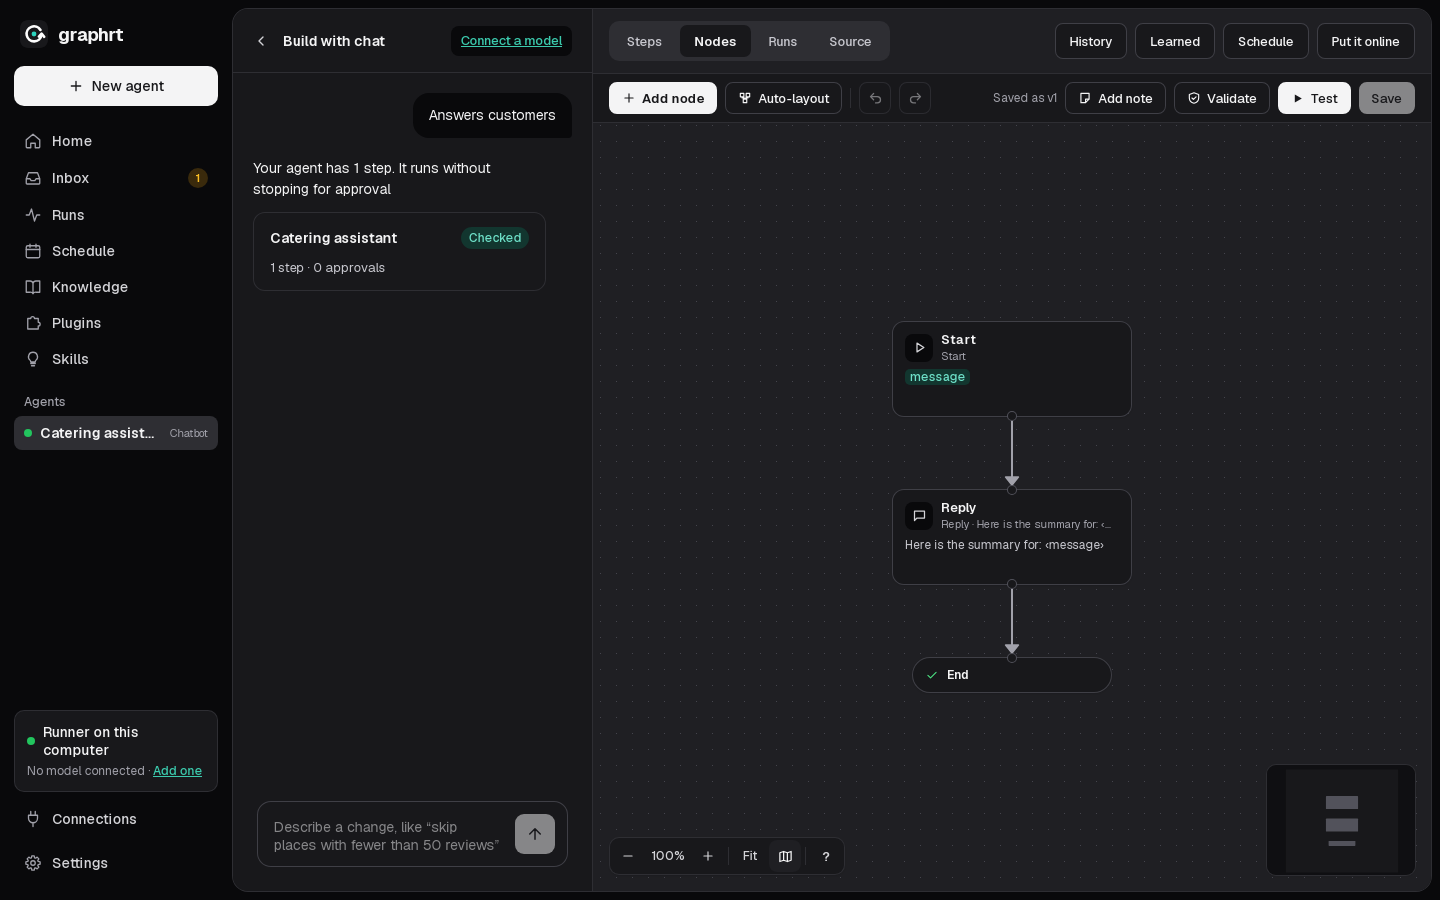 graphrt
New agent
Home
Inbox
1
Runs
Schedule
Knowledge
Plugins
Skills
Agents
Catering assist...
Chatbot
Runner on this
computer
No model connected · Add one
Connections
Settings
Build with chat
Connect a model
Answers customers
Your agent has 1 step. It runs without
stopping for approval
Catering assistant
Checked
1 step · 0 approvals
Describe a change, like “skip
places with fewer than 50 reviews”
Steps
Nodes
Runs
Source
History
Learned
Schedule
Put it online
Add node
Auto-layout
Saved as v1
Add note
Validate
Test
Save
Start
Start
message
Reply
Reply · Here is the summary for: ‹...
Here is the summary for: ‹message›
End
100%
Fit
?